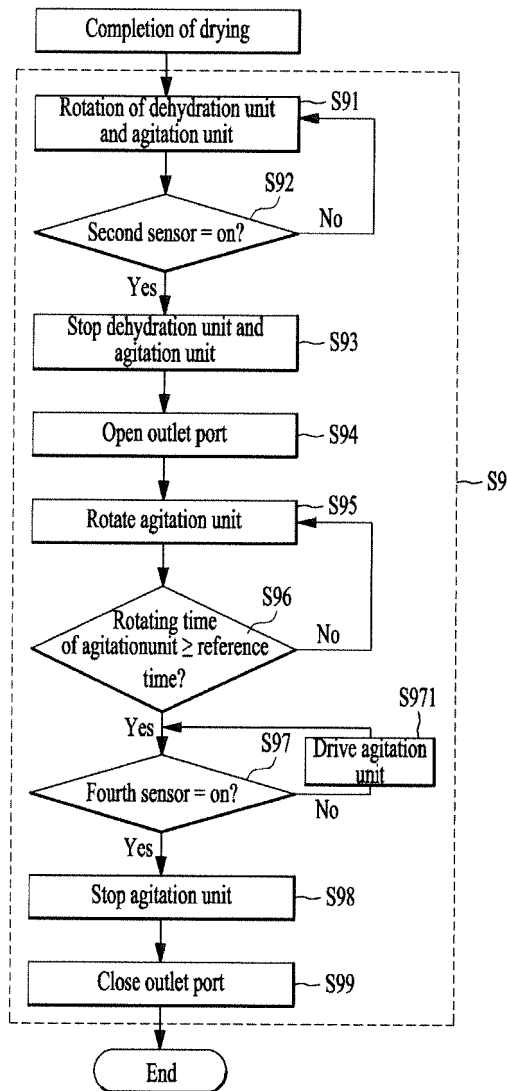 Completion of drying
Rotation of dehydration unit
and agitation unit
S91
S92
Second sensor = on?
No
Yes
Stop dehydration unit and
agitation unit
S93
Open outlet port
S94
S9
S95
Rotate agitation unit
S96
Rotating time
of agitationunit ≥ reference
time?
No
Yes
S971
Drive agitation
unit
S97
Fourth sensor = on?
No
Yes
Stop agitation unit
S98
Close outlet port
S99
End